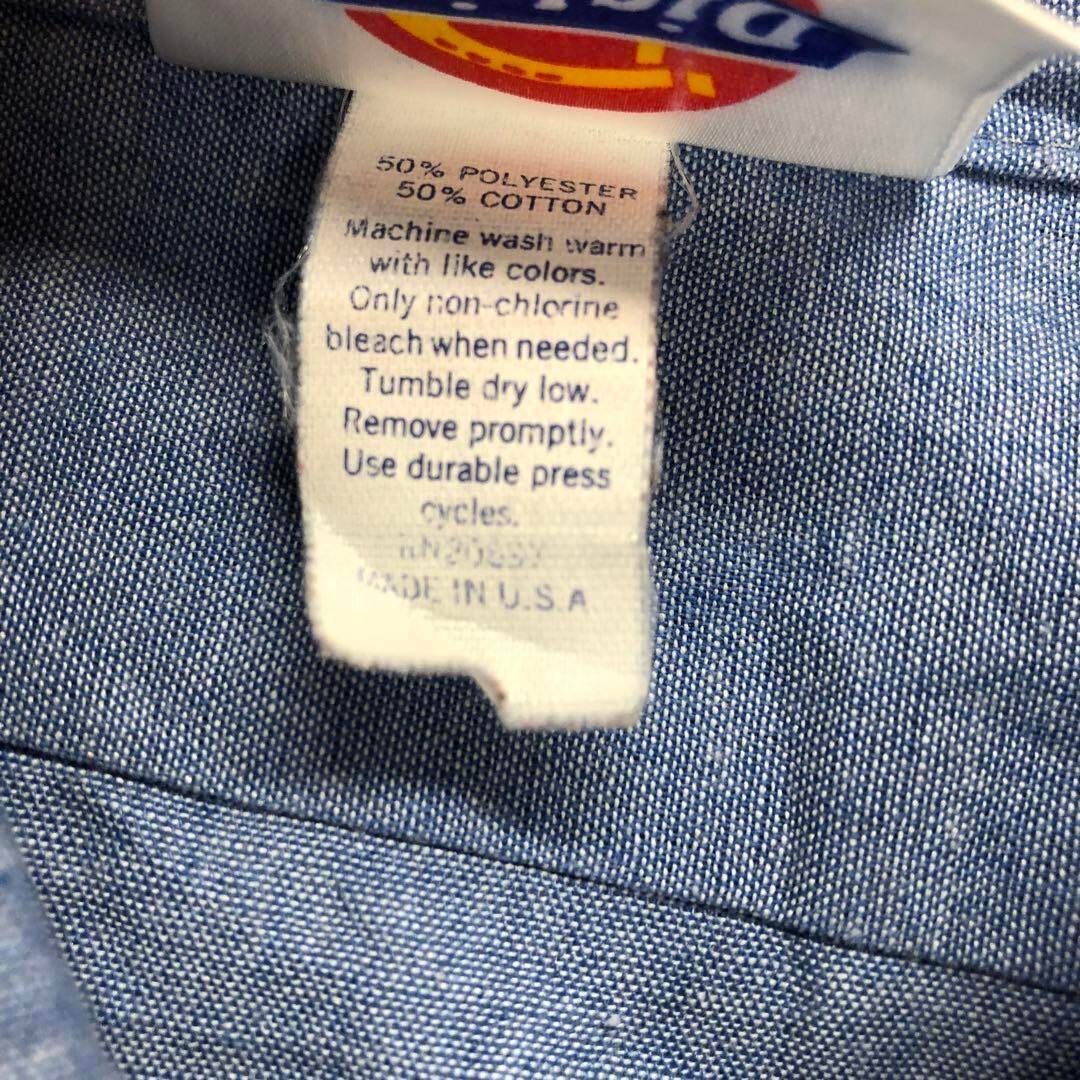 50% POLYESTER
50% COTTON
Machine wash warm
with like colors.
Only non-chlorine
bleach when needed.
Tumble dry low.
Remove promptly.
Use durable press
cycles.
MADE IN U.S.A